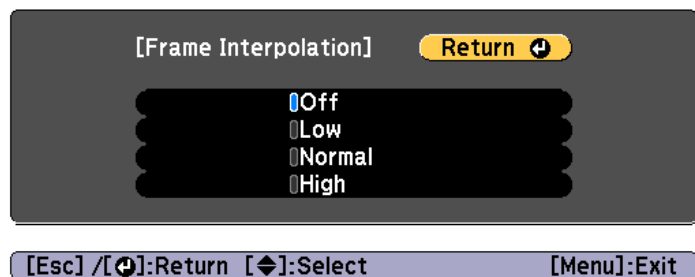 [Frame Interpolation] Return
Off
Low
Normal
High
[Esc] /[⏎]:Return [◆]:Select [Menu]:Exit